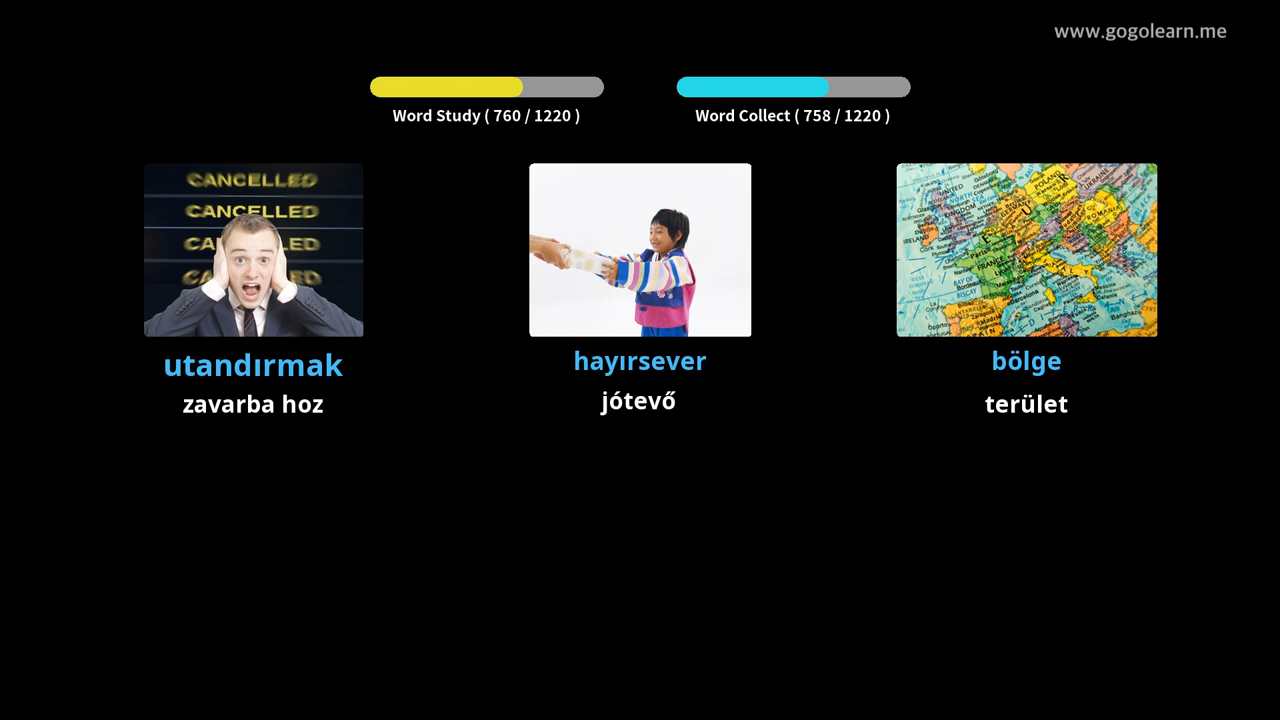 www.gogolearn.me
Word Study ( 760 / 1220 )
Word Collect ( 758 / 1220 )
CANCELLED
CANCELLED
utandırmak
hayırsever
bölge
zavarba hoz
jótevő
terület